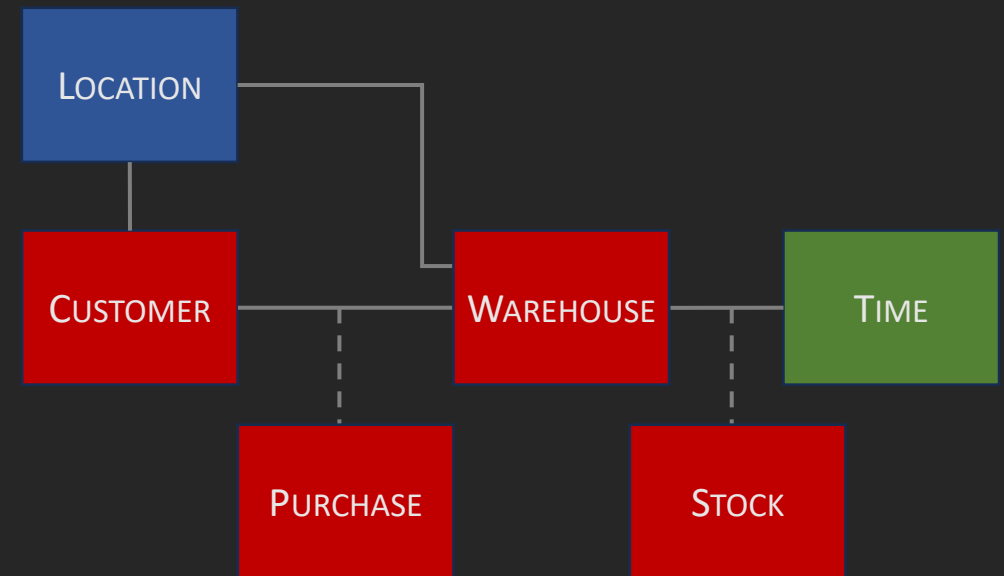 LOCATION
CUSTOMER
WAREHOUSE
TIME
PURCHASE
STOCK